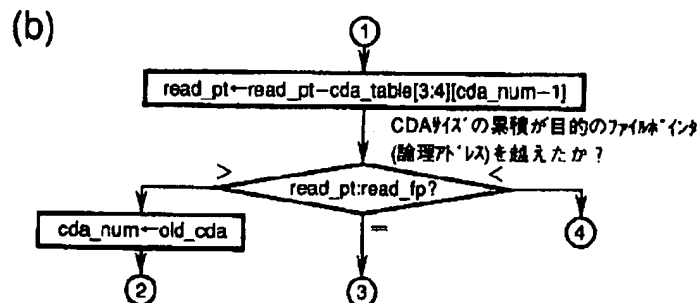 (b)
①
read_pt←read_pt−cda_table[3:4][cda_num−1]
CDAサイズの累積が目的のファイルポインタ
(論理アドレス)を越えたか？
>
<
read_pt:read_fp?
=
④
cda_num←old_cda
②
③